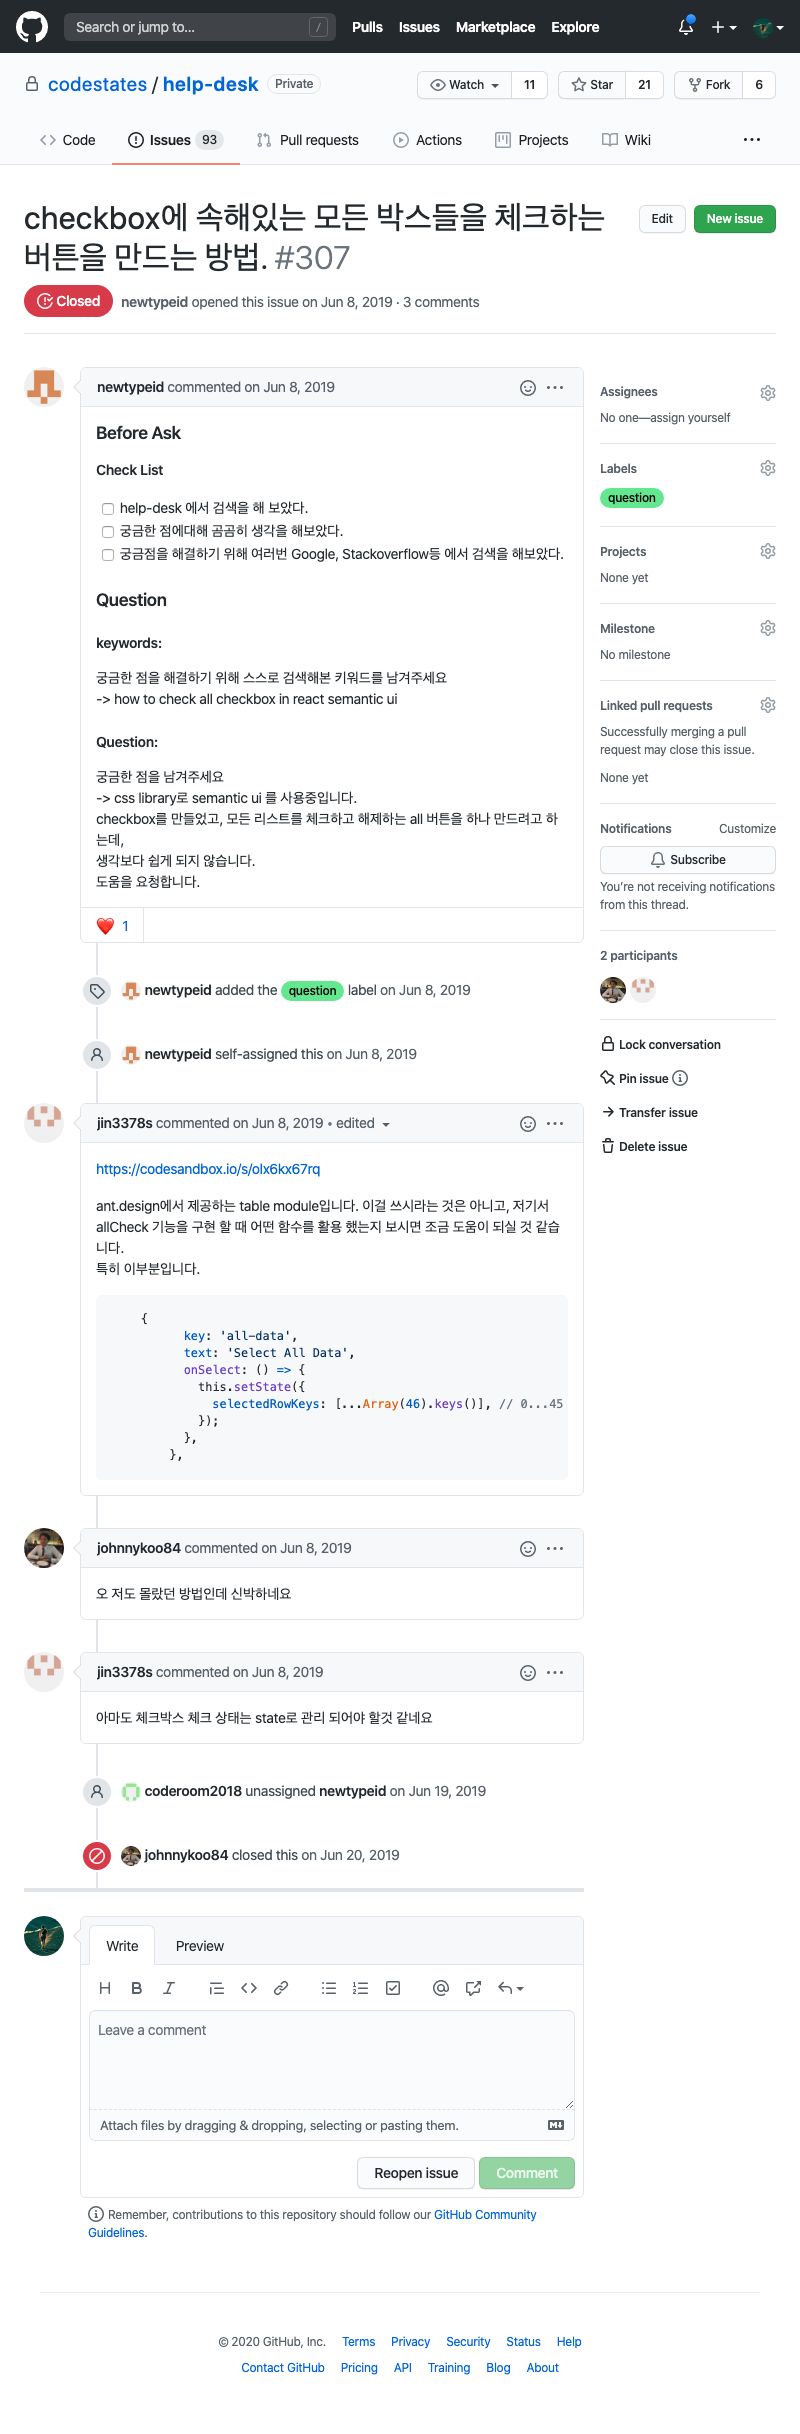 Search or jump to... /
Pulls Issues Marketplace Explore
codestates / help-desk Private
Watch 11 Star 21 Fork 6
Code Issues 93 Pull requests Actions Projects Wiki ...
checkbox에 속해있는 모든 박스들을 체크하는
버튼을 만드는 방법. #307
Edit New issue
Closed newtypeid opened this issue on Jun 8, 2019 · 3 comments
newtypeid commented on Jun 8, 2019
Before Ask
Check List
help-desk 에서 검색을 해 보았다.
궁금한 점에대해 곰곰히 생각을 해보았다.
궁금점을 해결하기 위해 여러번 Google, Stackoverflow등 에서 검색을 해보았다.
Question
keywords:
궁금한 점을 해결하기 위해 스스로 검색해본 키워드를 남겨주세요
-> how to check all checkbox in react semantic ui
Question:
궁금한 점을 남겨주세요
-> css library로 semantic ui 를 사용중입니다.
checkbox를 만들었고, 모든 리스트를 체크하고 해제하는 all 버튼을 하나 만드려고 하
는데,
생각보다 쉽게 되지 않습니다.
도움을 요청합니다.
❤️ 1
newtypeid added the question label on Jun 8, 2019
newtypeid self-assigned this on Jun 8, 2019
jin3378s commented on Jun 8, 2019 • edited
https://codesandbox.io/s/olx6kx67rq
ant.design에서 제공하는 table module입니다. 이걸 쓰시라는 것은 아니고, 저기서
allCheck 기능을 구현 할 때 어떤 함수를 활용 했는지 보시면 조금 도움이 되실 것 같습
니다.
특히 이부분입니다.
{
key: 'all-data',
text: 'Select All Data',
onSelect: () => {
this.setState({
selectedRowKeys: [...Array(46).keys()], // 0...45
});
},
},
johnnykoo84 commented on Jun 8, 2019
오 저도 몰랐던 방법인데 신박하네요
jin3378s commented on Jun 8, 2019
아마도 체크박스 체크 상태는 state로 관리 되어야 할것 같네요
coderoom2018 unassigned newtypeid on Jun 19, 2019
johnnykoo84 closed this on Jun 20, 2019
Assignees
No one—assign yourself
Labels
question
Projects
None yet
Milestone
No milestone
Linked pull requests
Successfully merging a pull
request may close this issue.
None yet
Notifications Customize
Subscribe
You're not receiving notifications
from this thread.
2 participants
Lock conversation
Pin issue
Transfer issue
Delete issue
Write Preview
Leave a comment
Attach files by dragging & dropping, selecting or pasting them.
Reopen issue Comment
Remember, contributions to this repository should follow our GitHub Community
Guidelines.
© 2020 GitHub, Inc. Terms Privacy Security Status Help
Contact GitHub Pricing API Training Blog About